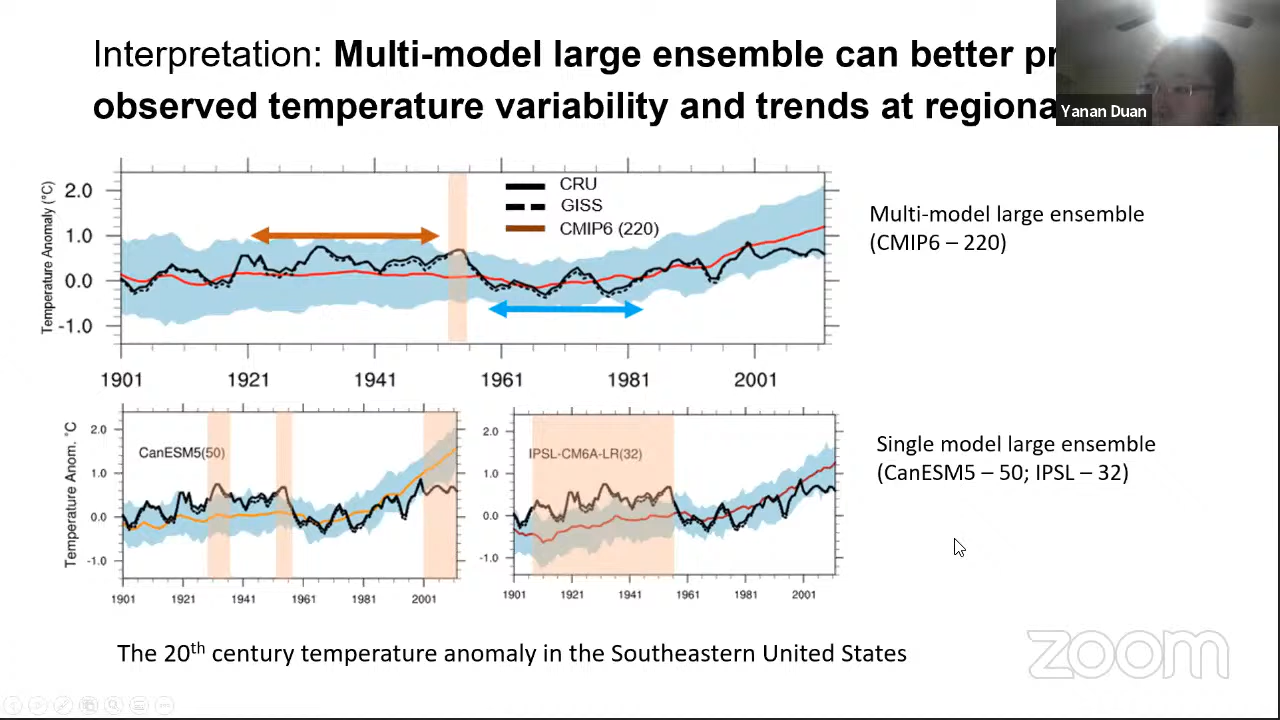 Interpretation: Multi-model large ensemble can better
observed temperature variability and trends at
Yanan Duan
Temperature Anomaly (°C)
2.0
1.0
0.0
-1.0
CRU
GISS
CMIP6 (220)
1901 1921 1941 1961 1981 2001
Multi-model large ensemble
(CMIP6 – 220)
Temperature Anom. °C
2.0
1.0
0.0
-1.0
CanESM5(50)
1901 1921 1941 1961 1981 2001
2.0
1.0
0.0
-1.0
IPSL-CM6A-LR(32)
1901 1921 1941 1961 1981 2001
Single model large ensemble
(CanESM5 – 50; IPSL – 32)
The 20th century temperature anomaly in the Southeastern United States
zoom